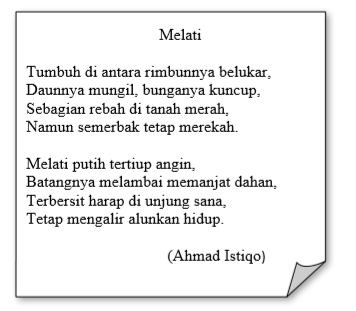 Melati
Tumbuh di antara rimbunnya belukar,
Daunnya mungil, bunganya kuncup,
Sebagian rebah di tanah merah,
Namun semerbak tetap merekah.
Melati putih tertiup angin,
Batangnya melambai memanjat dahan,
Terbersit harap di unjung sana,
Tetap mengalir alunkan hidup.
(Ahmad Istiqo)